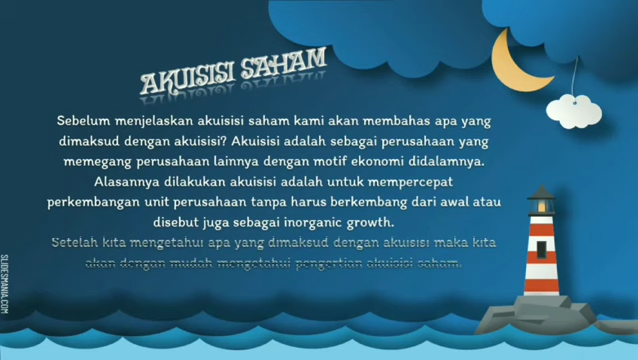 AKUISISI SAHAM
Sebelum menjelaskan akuisisi saham kami akan membahas apa yang
dimaksud dengan akuisisi? Akuisisi adalah sebagai perusahaan yang
memegang perusahaan lainnya dengan motif ekonomi didalamnya.
Alasannya dilakukan akuisisi adalah untuk mempercepat
perkembangan unit perusahaan tanpa harus berkembang dari awal atau
disebut juga sebagai inorganic growth.
Setelah kita mengetahui apa yang dimaksud dengan akuisisi maka kita
akan dengan mudah mengetahui pengertian akuisisi saham.
SLIDESMANIA.COM